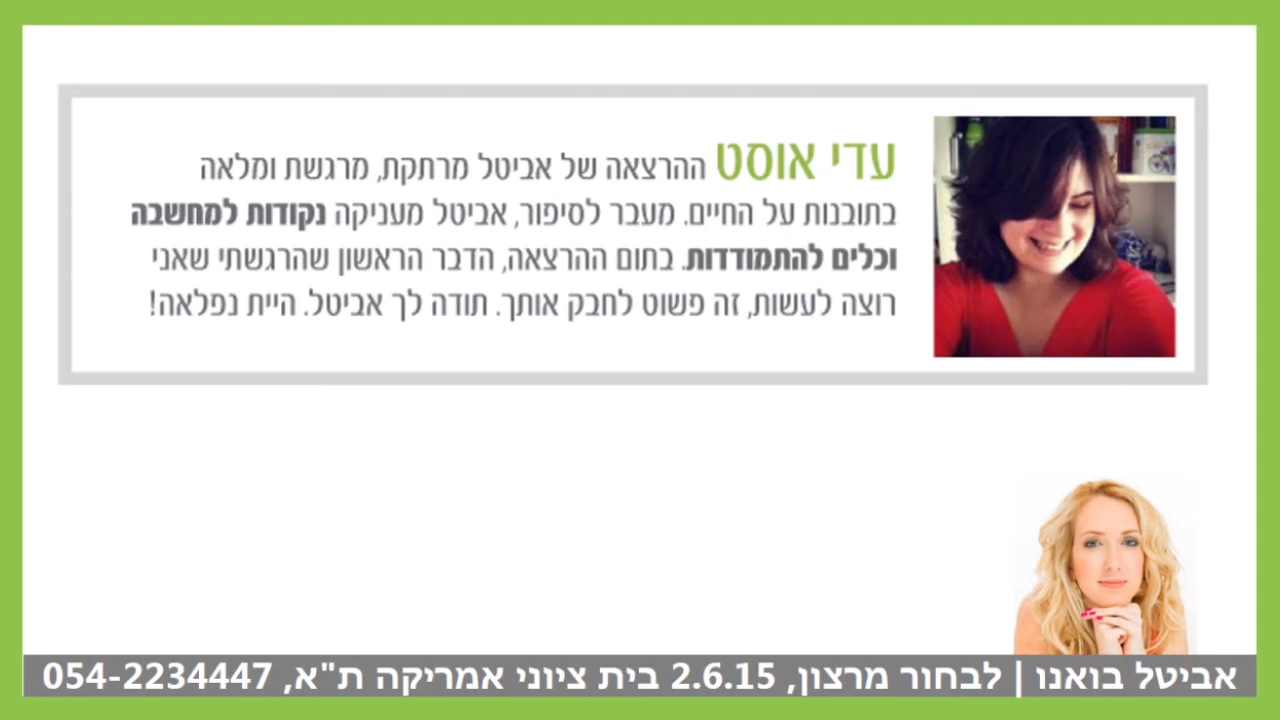 עדי אוסט ההרצאה של אביטל מרתקת, מרגשת ומלאה
בתובנות על החיים. מעבר לסיפור, אביטל מעניקה נקודות למחשבה
וכלים להתמודדות. בתום ההרצאה, הדבר הראשון שהרגשתי שאני
רוצה לעשות, זה פשוט לחבק אותך. תודה לך אביטל. היית נפלאה!
אביטל בואנו | לבחור מרצון, 2.6.15 בית ציוני אמריקה ת"א, 054-2234447